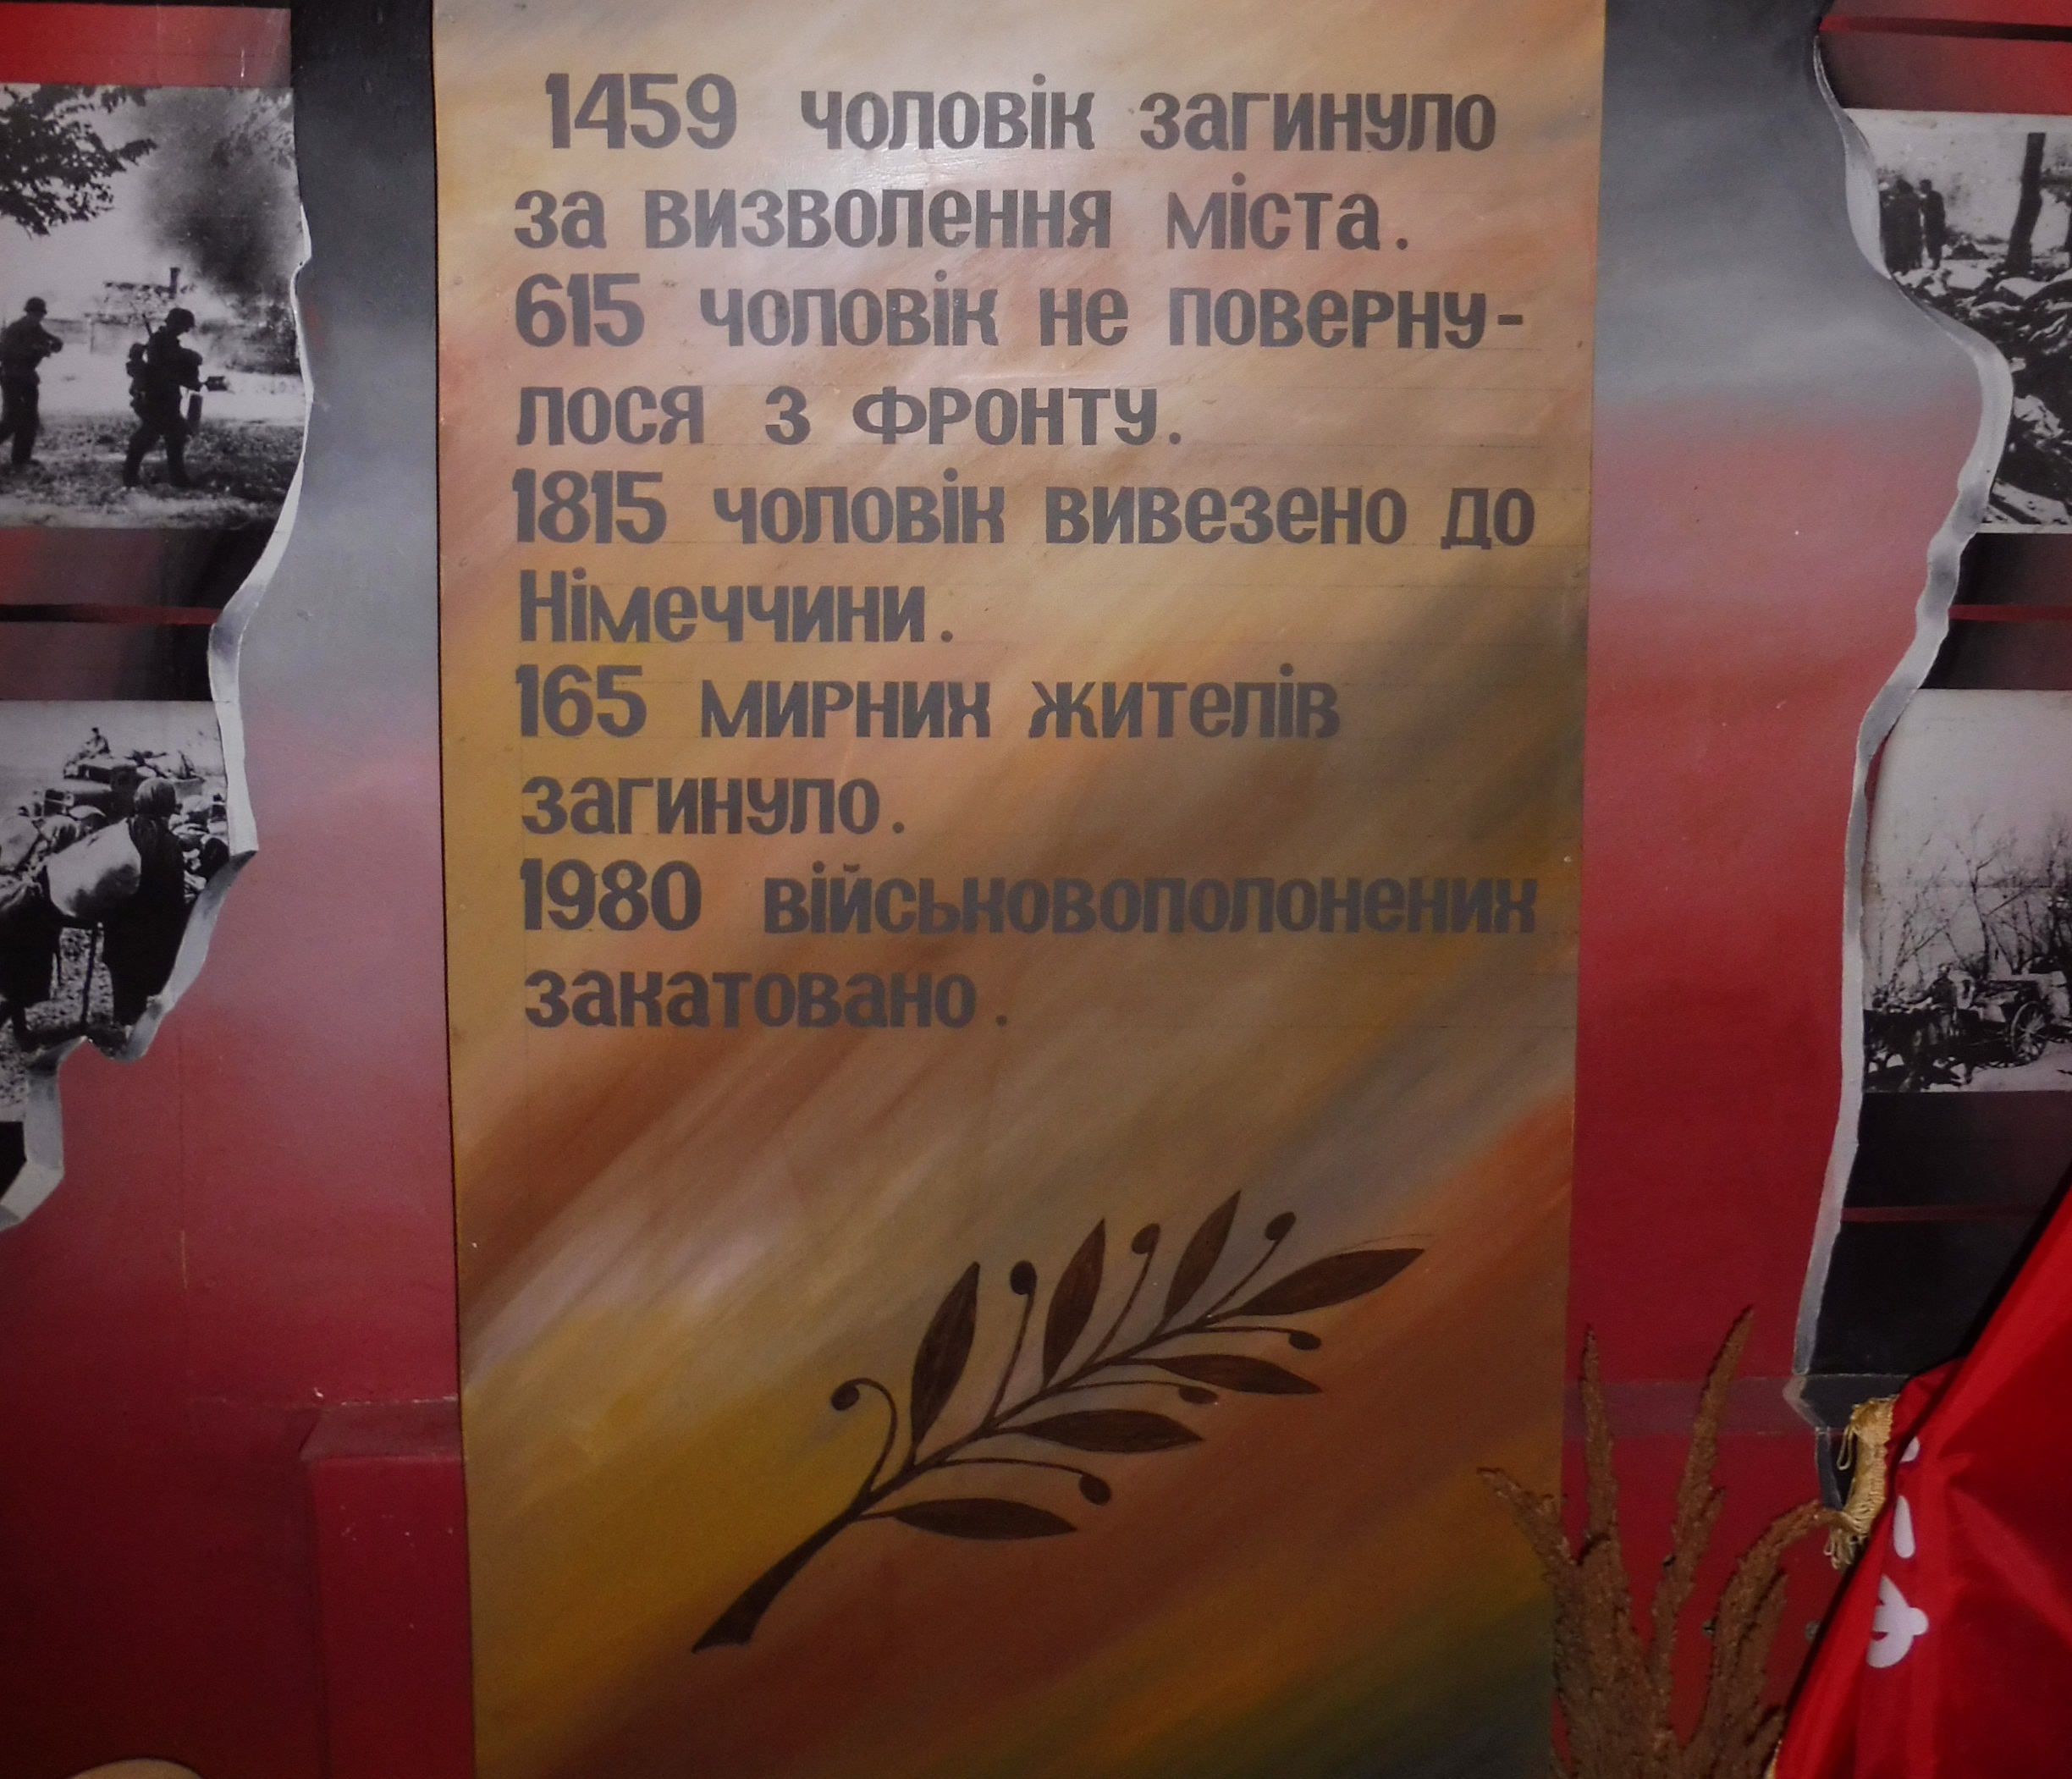 1459 чоловік загинуло
за визволення міста.
615 чоловік не поверну-
лося з фронту.
1815 чоловік вивезено до
Німеччини.
165 мирних жителів
загинуло.
1980 військовополонених
закатовано.